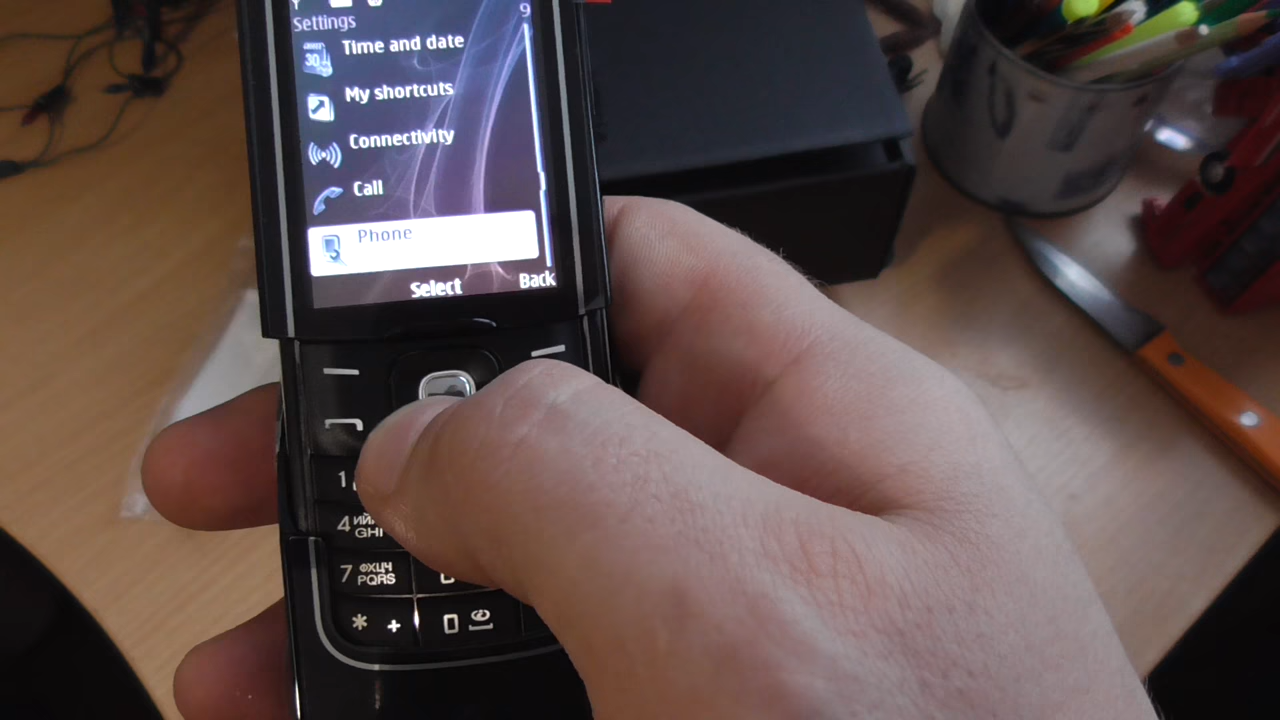 Settings
9
Time and date
My shortcuts
30
Connectivity
Call
Phone
Select
Back
1
4 GHI
7 ФХЦЧ
PQRS
* +
0